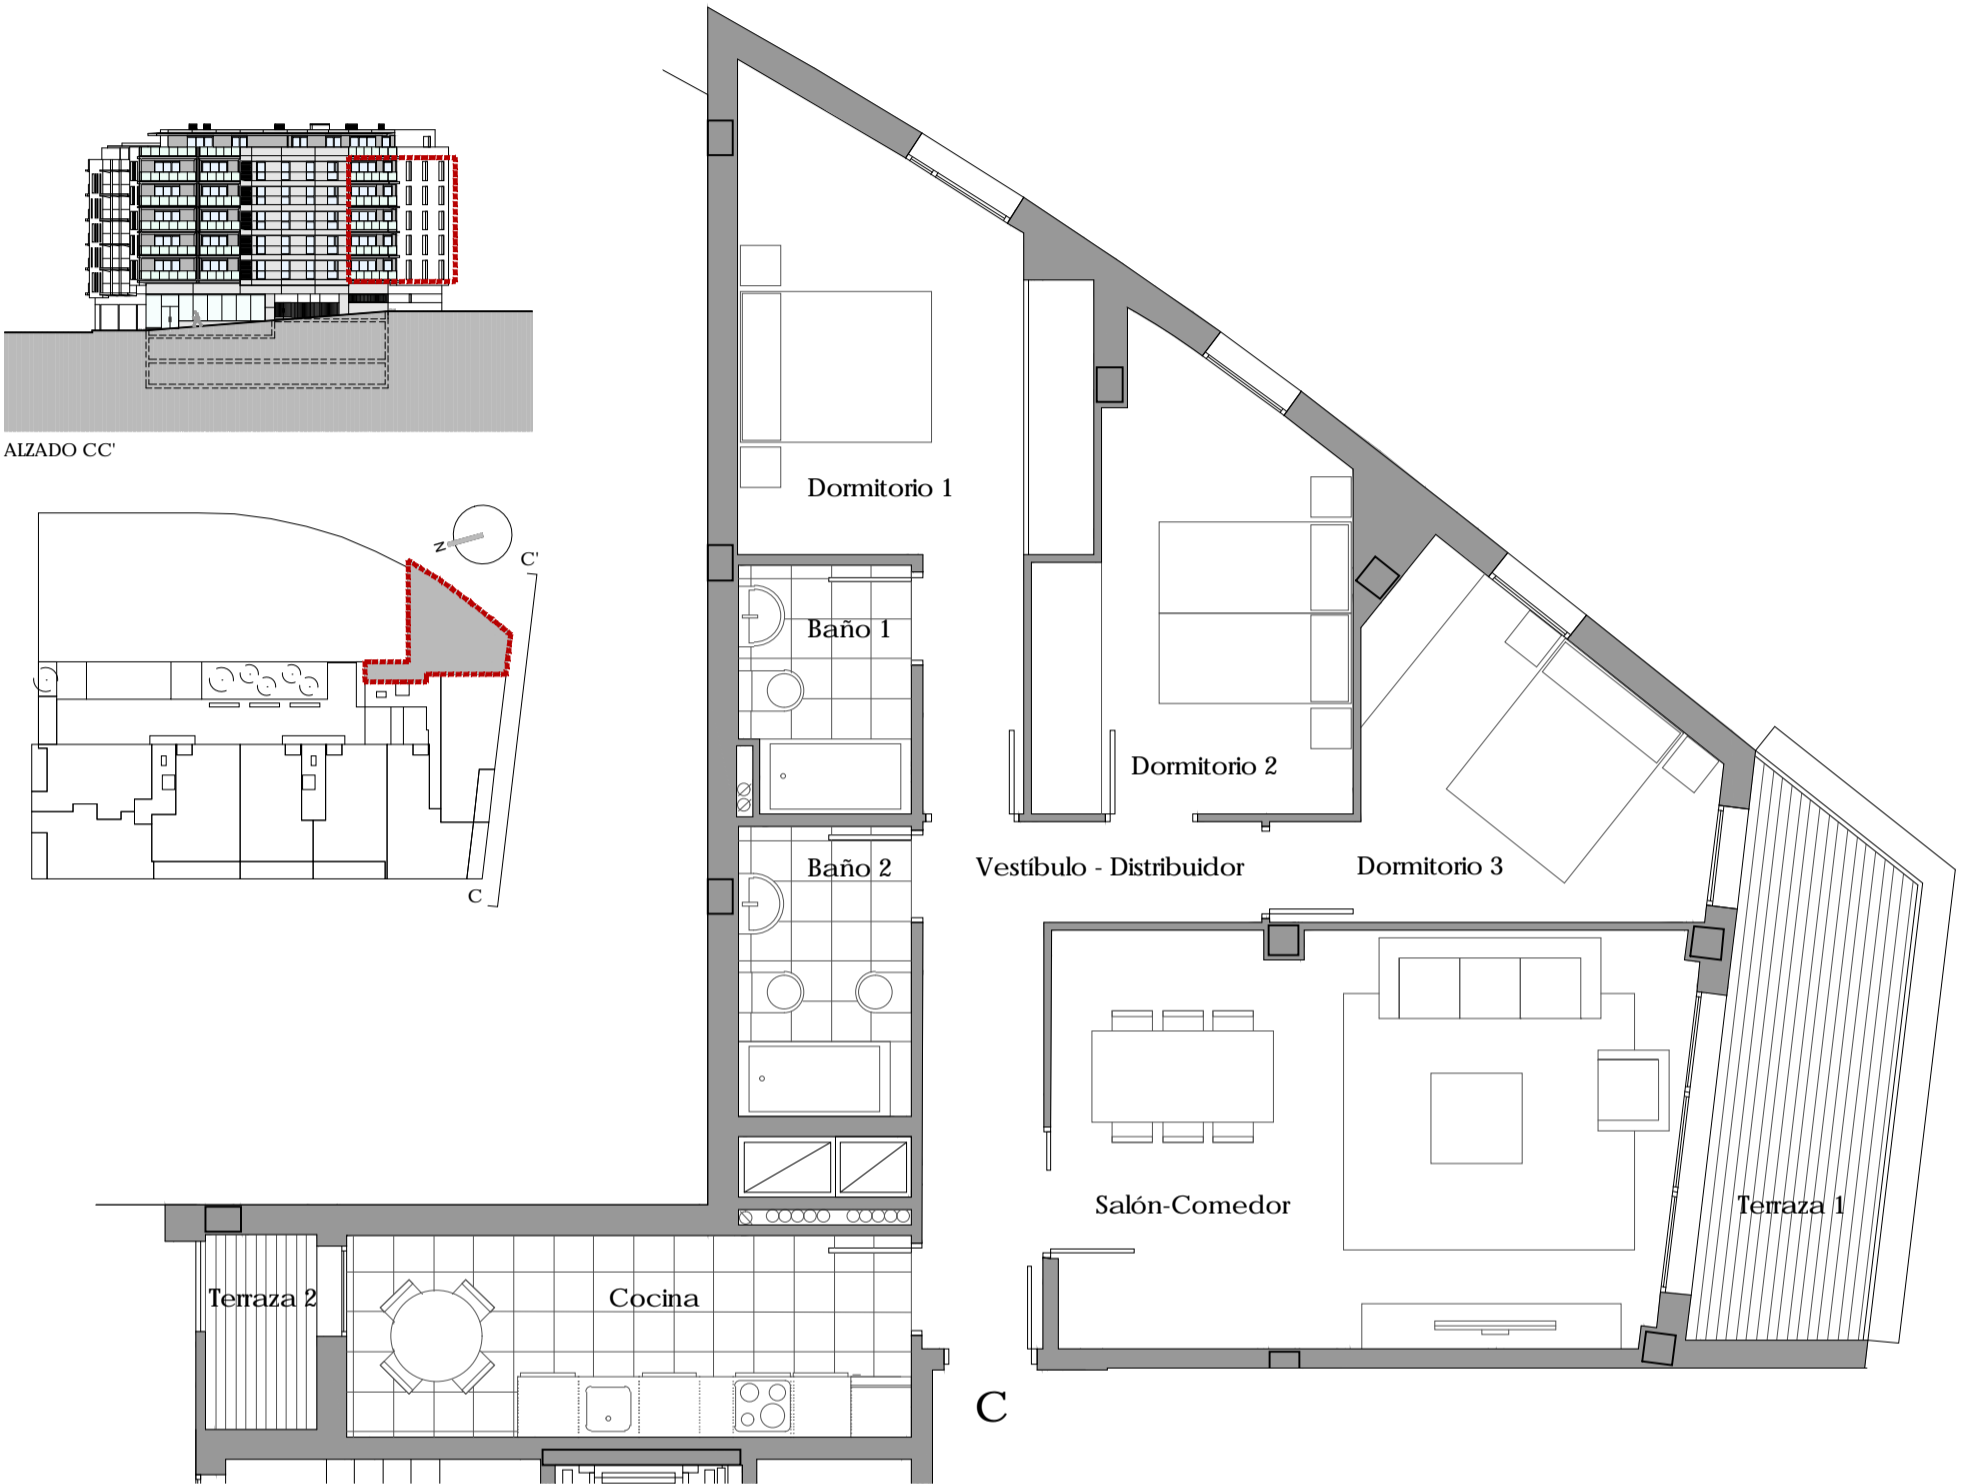 ALZADO CC'
N
C'
C
Dormitorio 1
Baño 1
Dormitorio 2
Baño 2
Vestíbulo - Distribuidor
Dormitorio 3
Salón-Comedor
Terraza 1
Terraza 2
Cocina
C